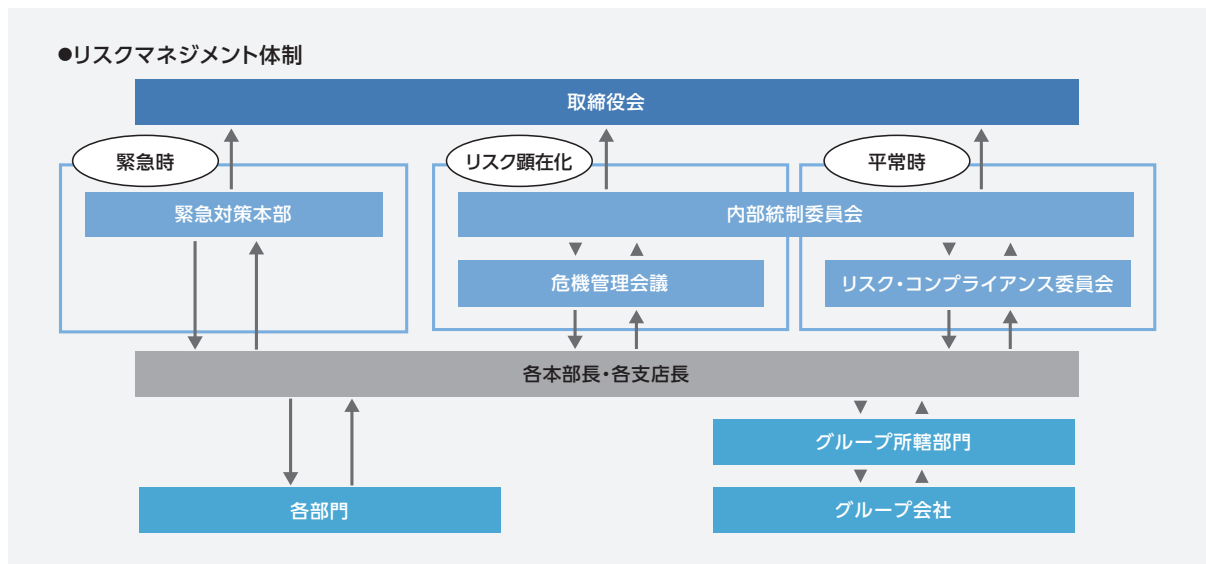 ●リスクマネジメント体制
取締役会
緊急時
リスク顕在化
平常時
緊急対策本部
内部統制委員会
危機管理会議
リスク・コンプライアンス委員会
各本部長・各支店長
グループ所轄部門
各部門
グループ会社